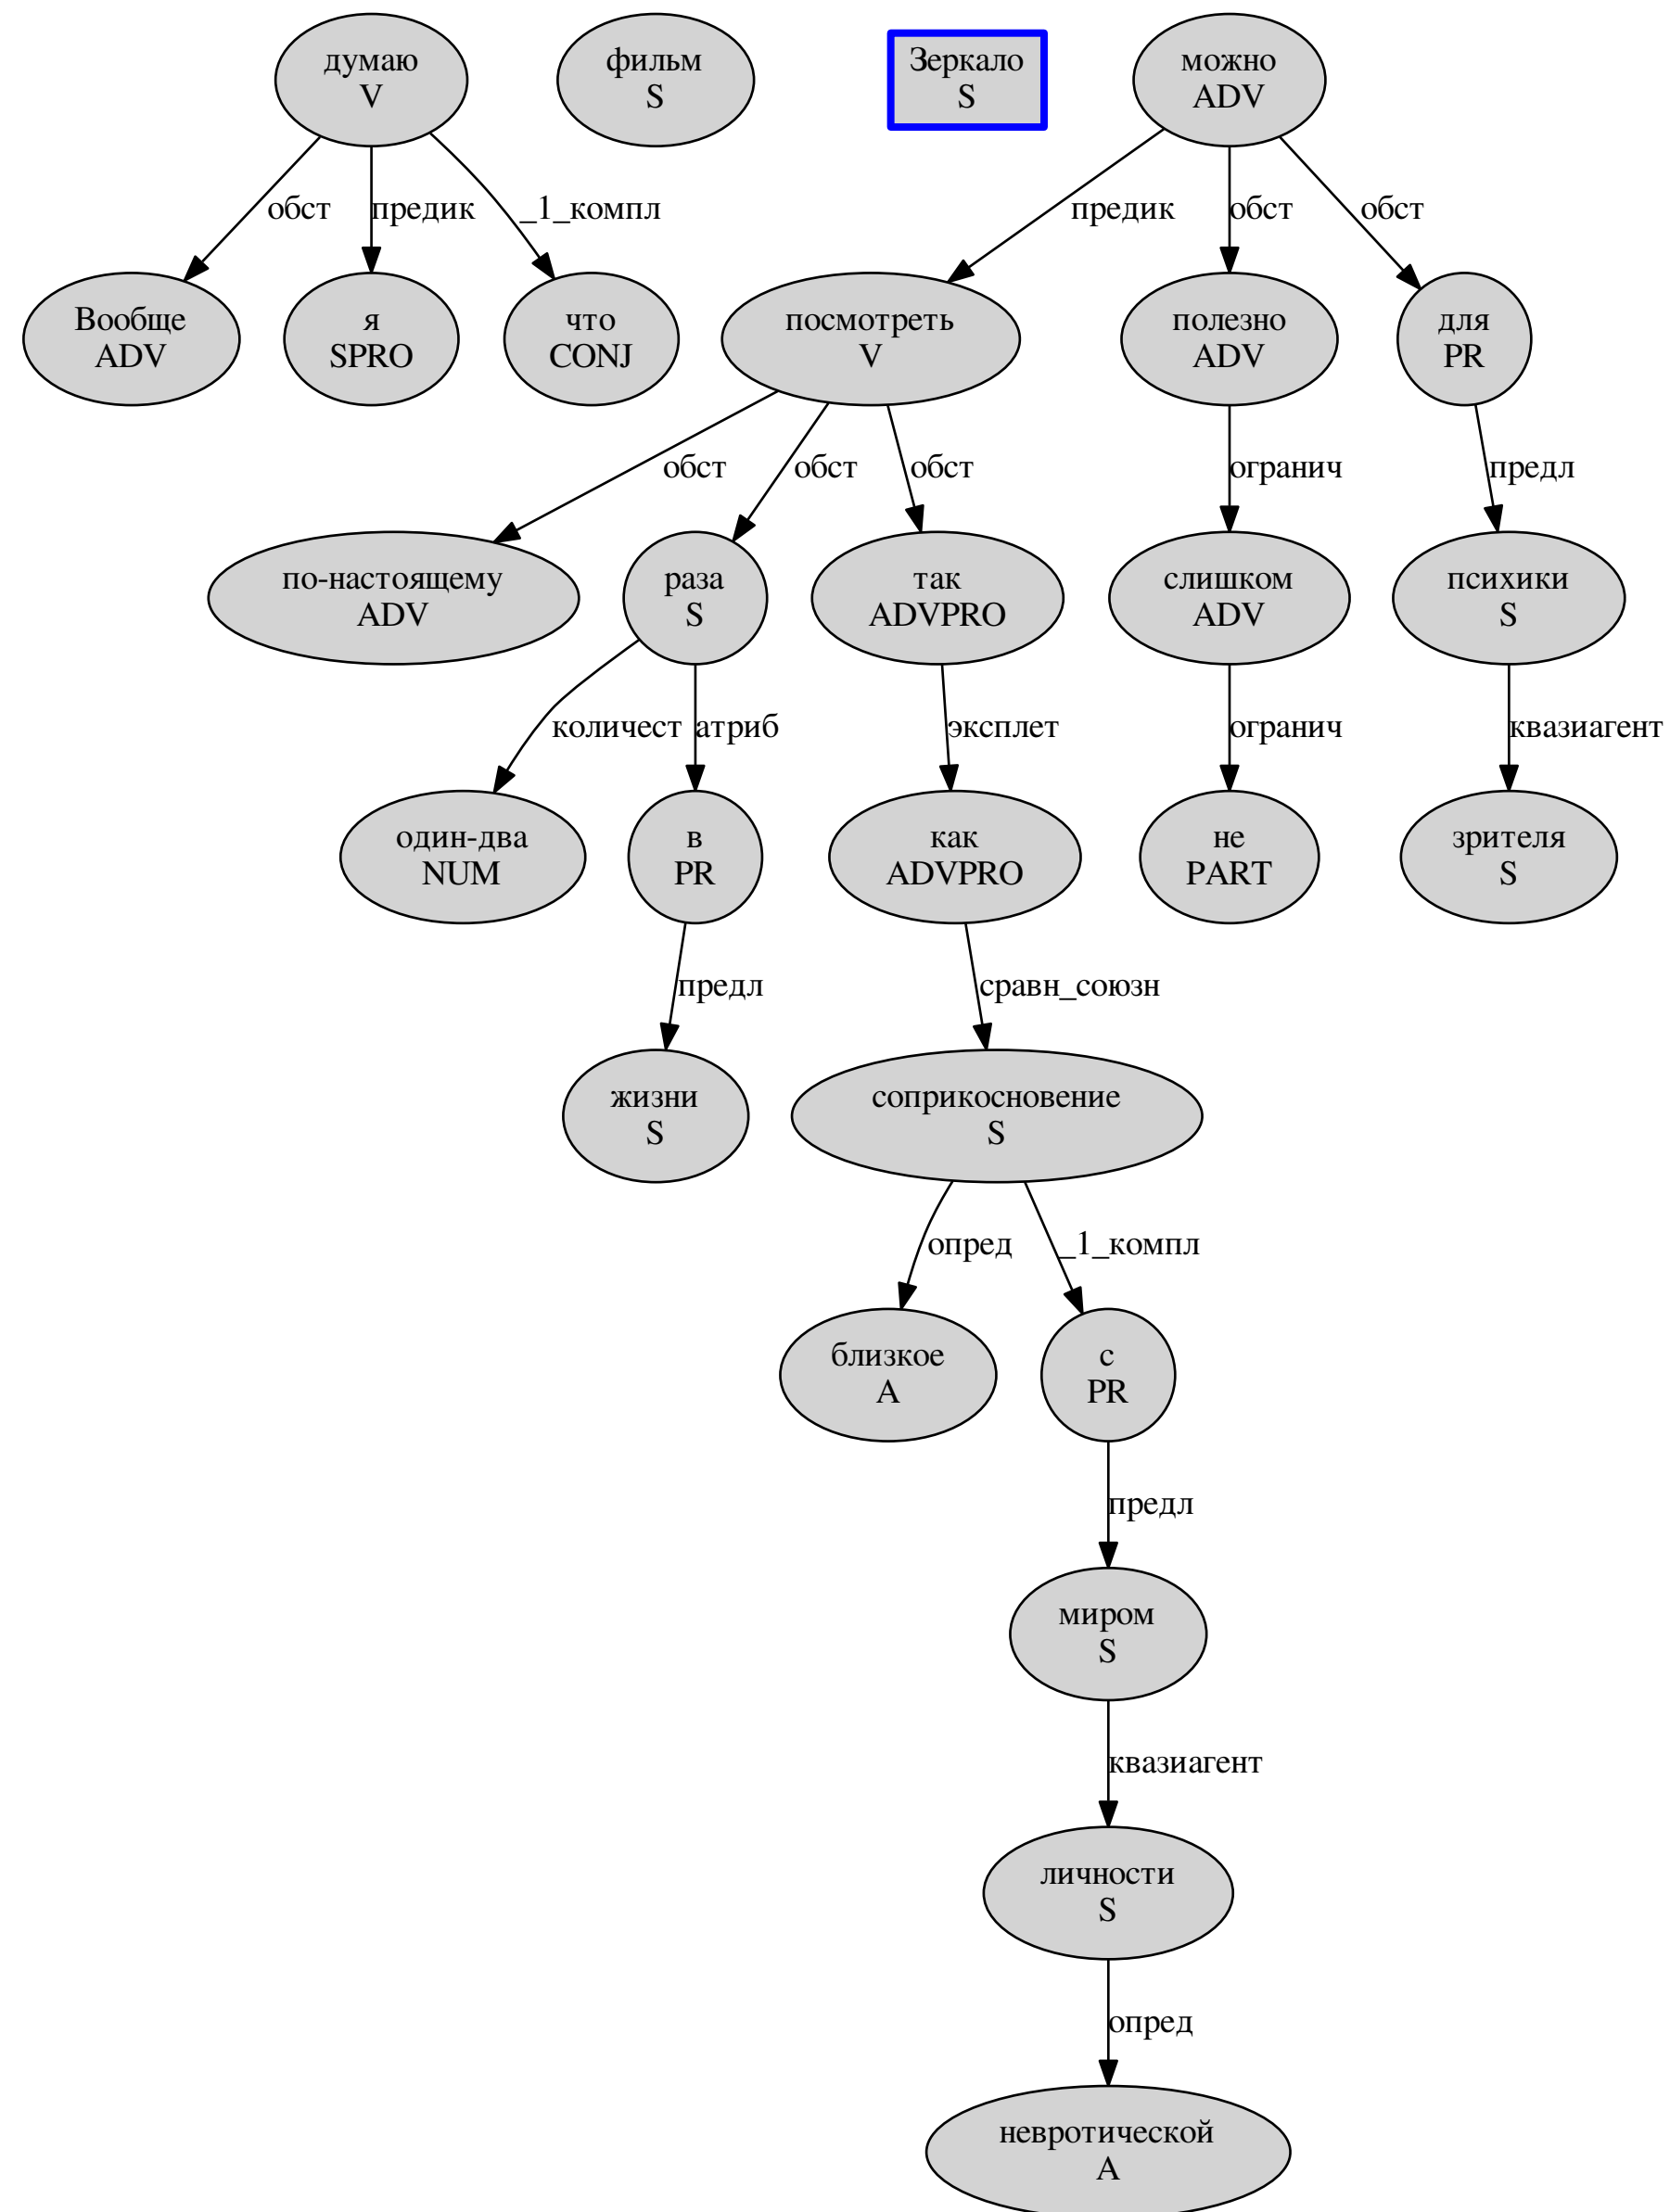 думаю
V
фильм
S
Зеркало
S
можно
ADV
обст
предик
_1_компл
предик
обст
обст
Вообще
ADV
я
SPRO
что
CONJ
посмотреть
V
полезно
ADV
для
PR
обст
обст
обст
огранич
предл
по-настоящему
ADV
раза
S
так
ADVPRO
слишком
ADV
психики
S
количест
атриб
эксплет
огранич
квазиагент
один-два
NUM
в
PR
как
ADVPRO
не
PART
зрителя
S
предл
сравн_союзн
жизни
S
соприкосновение
S
опред
_1_компл
близкое
A
с
PR
предл
миром
S
квазиагент
личности
S
опред
невротической
A